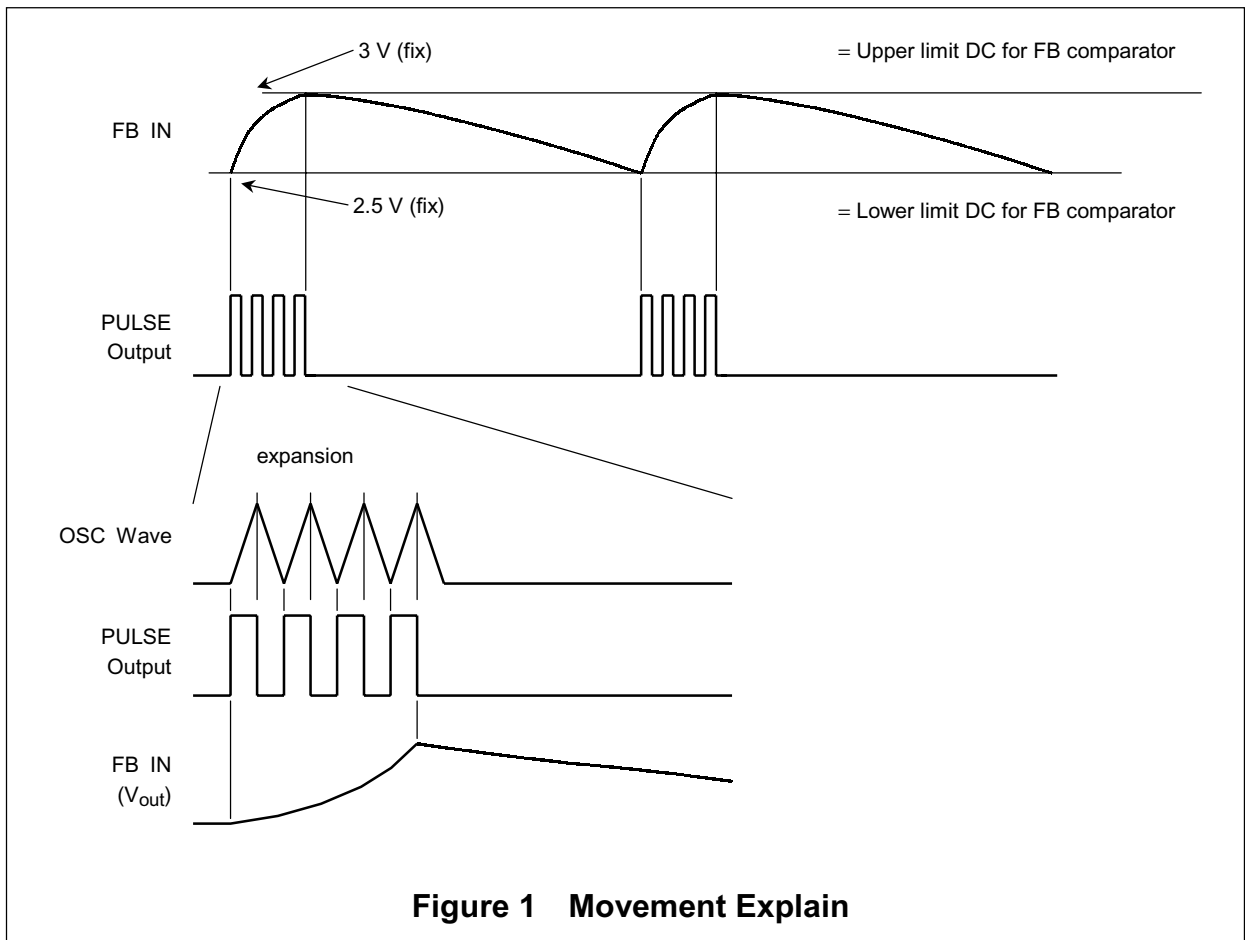 3 V (fix)
= Upper limit DC for FB comparator
FB IN
2.5 V (fix)
= Lower limit DC for FB comparator
PULSE
Output
expansion
OSC Wave
PULSE
Output
FB IN
(Vout)
Figure 1 Movement Explain